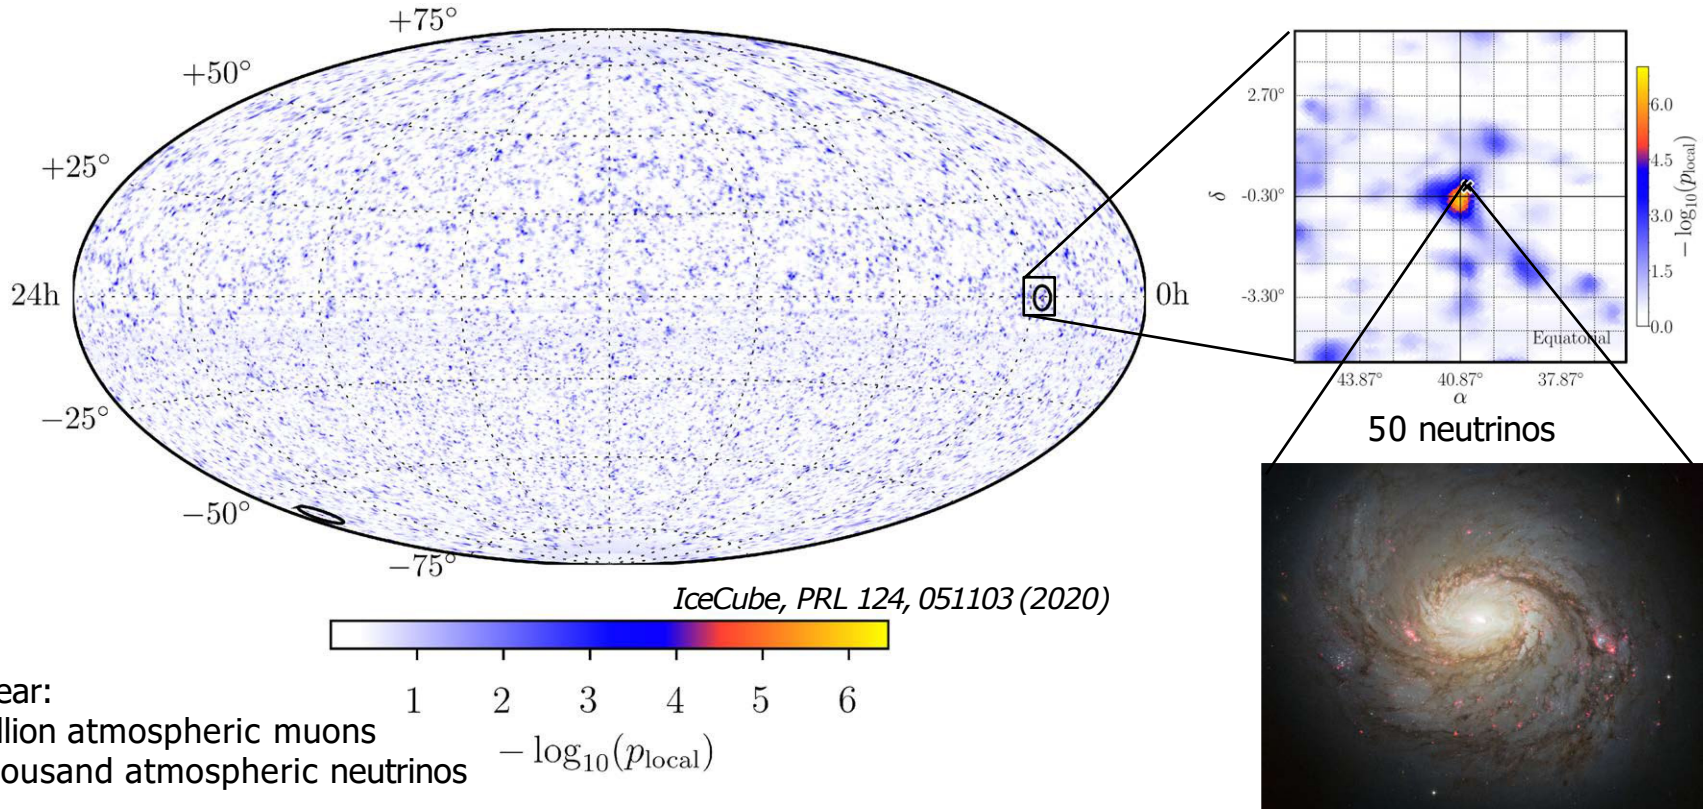 +75°
+50°
+25°
24h
0h
−25°
−50°
−75°
IceCube, PRL 124, 051103 (2020)
1 2 3 4 5 6
− log₁₀(p_local)
ear:
llion atmospheric muons
ousand atmospheric neutrinos
2.70°
-0.30°
-3.30°
δ
43.87° 40.87° 37.87°
α
Equatorial
6.0
4.5
3.0
1.5
0.0
− log₁₀(p_local)
50 neutrinos